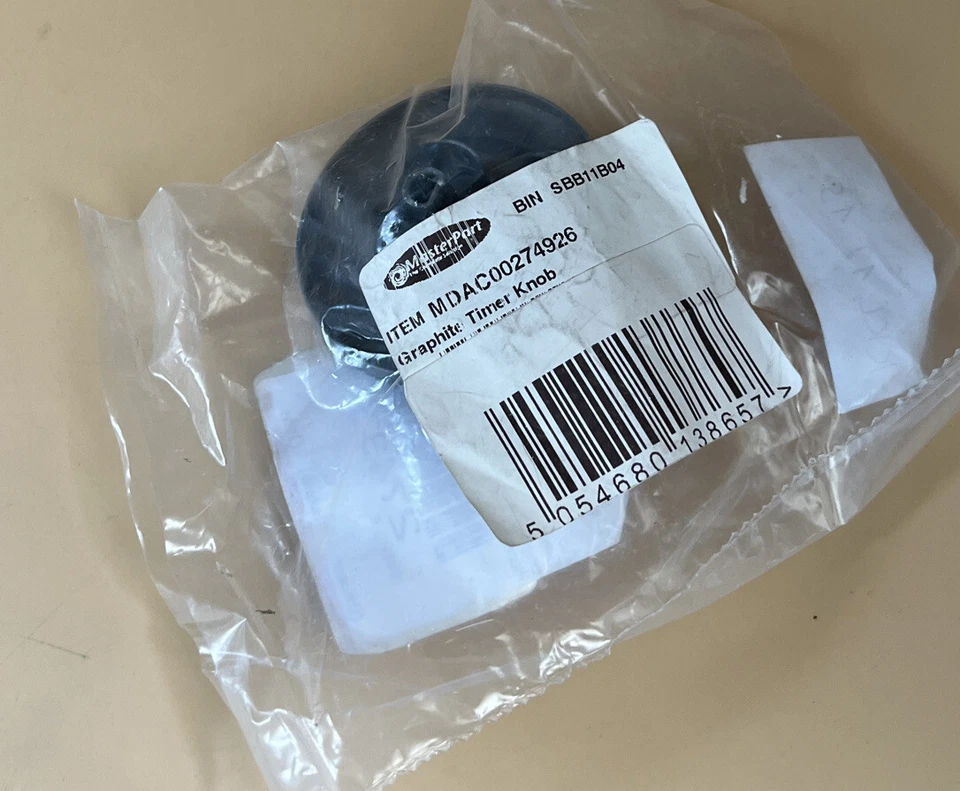 BIN SBB11B04
MasterPart
ITEM MDAC00274926
Graphite Timer Knob
5 054680 138657 >